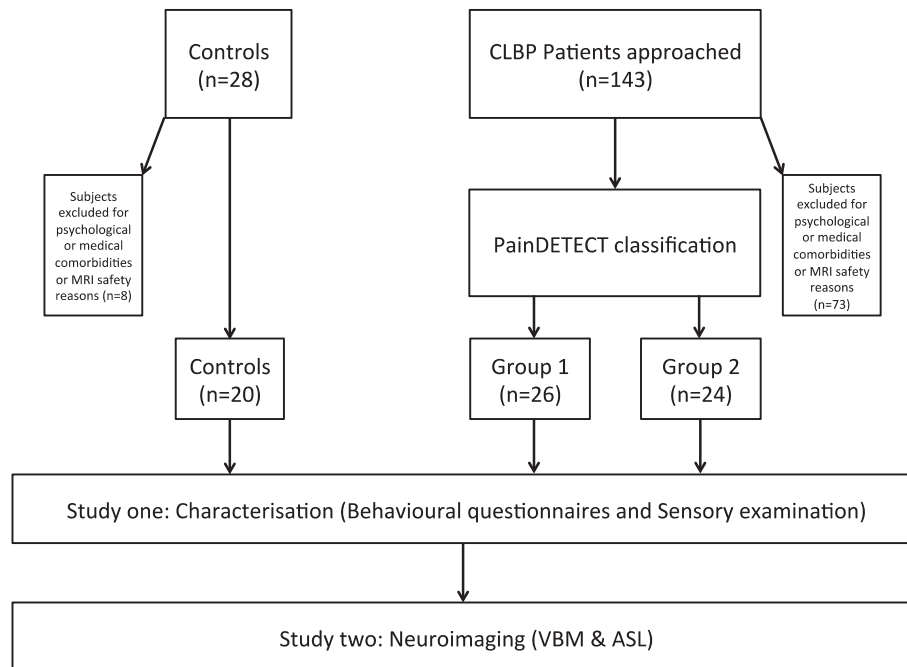 Controls
(n=28)
CLBP Patients approached
(n=143)
Subjects
excluded for
psychological
or medical
comorbidities
or MRI safety
reasons (n=8)
PainDETECT classification
Subjects
excluded for
psychological
or medical
comorbidities
or MRI safety
reasons
(n=73)
Controls
(n=20)
Group 1
(n=26)
Group 2
(n=24)
Study one: Characterisation (Behavioural questionnaires and Sensory examination)
Study two: Neuroimaging (VBM & ASL)